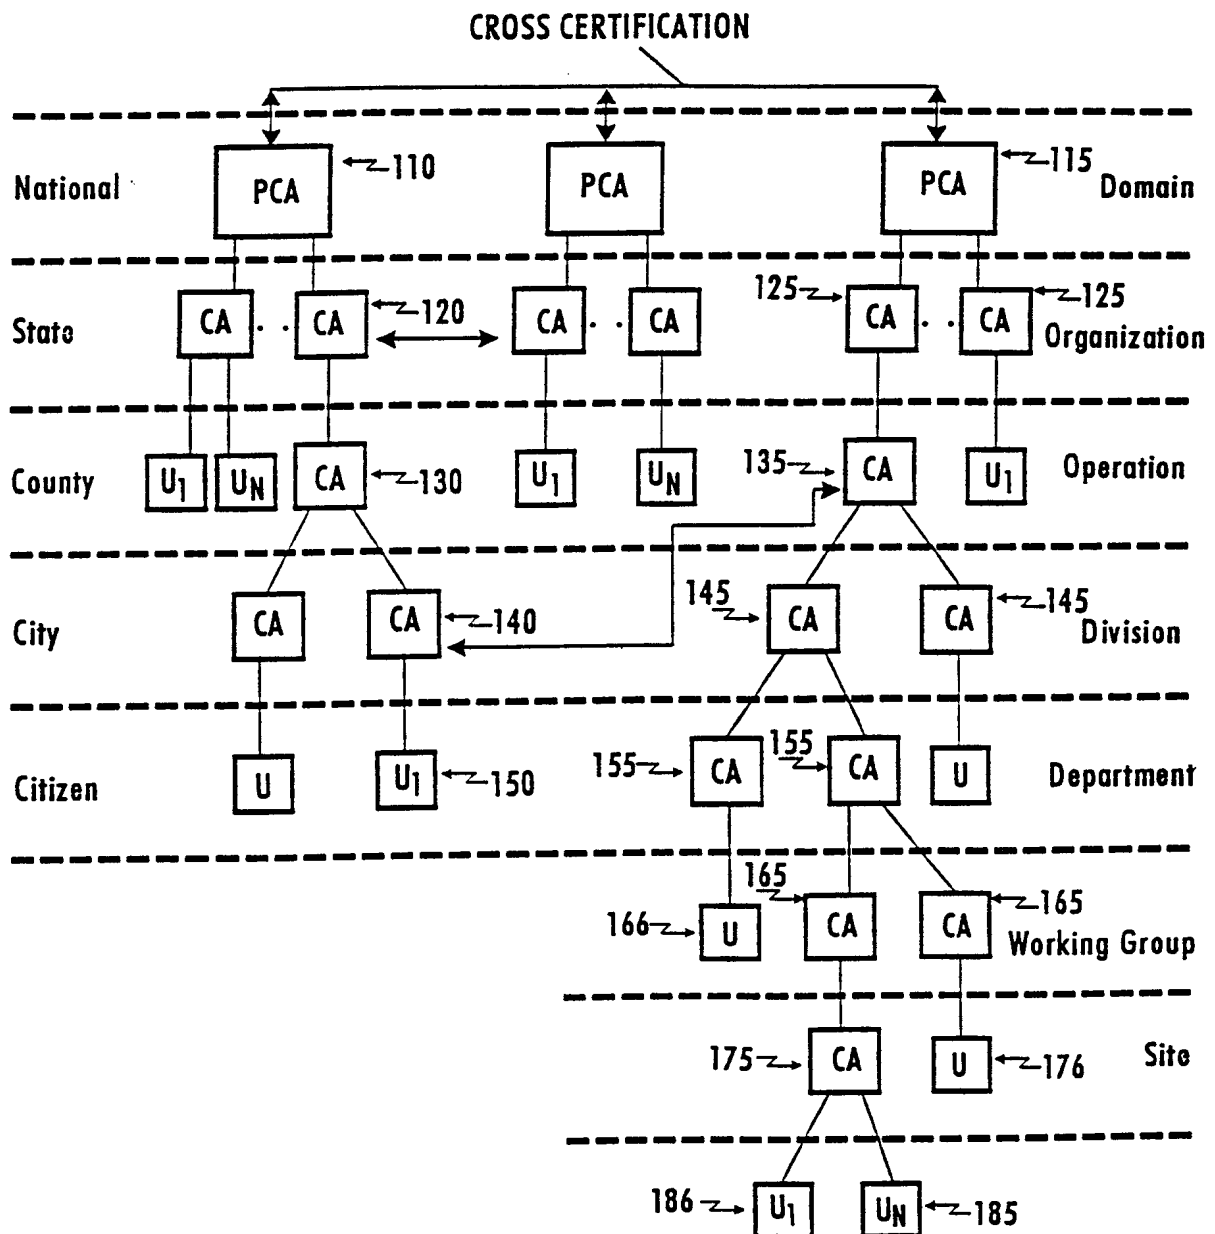 CROSS CERTIFICATION
National PCA 110 PCA PCA 115 Domain
State CA . . CA 120 CA . . CA 125 CA . . CA 125 Organization
County U1 UN CA 130 U1 UN 135 CA U1 Operation
City CA CA 140 145 CA CA 145 Division
Citizen U U1 150 155 CA 155 CA U Department
166 U 165 CA CA 165 Working Group
175 CA U 176 Site
186 U1 UN 185